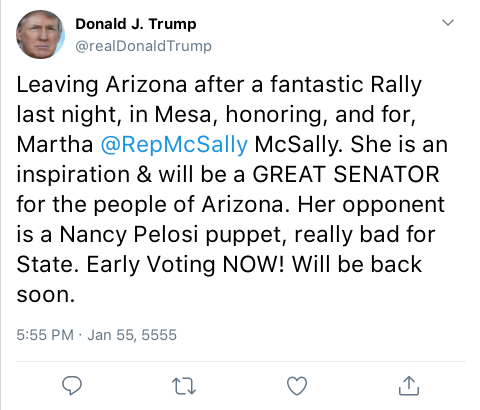 Donald J. Trump
@realDonaldTrump
Leaving Arizona after a fantastic Rally
last night, in Mesa, honoring, and for,
Martha @RepMcSally McSally. She is an
inspiration & will be a GREAT SENATOR
for the people of Arizona. Her opponent
is a Nancy Pelosi puppet, really bad for
State. Early Voting NOW! Will be back
soon.
5:55 PM · Jan 55, 5555